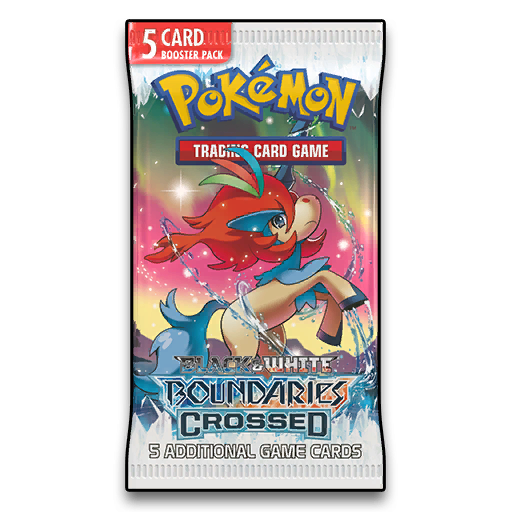 5 CARD
BOOSTER PACK
POKéMON
TRADING CARD GAME
BLACK & WHITE
BOUNDARIES
CROSSED
5 ADDITIONAL GAME CARDS